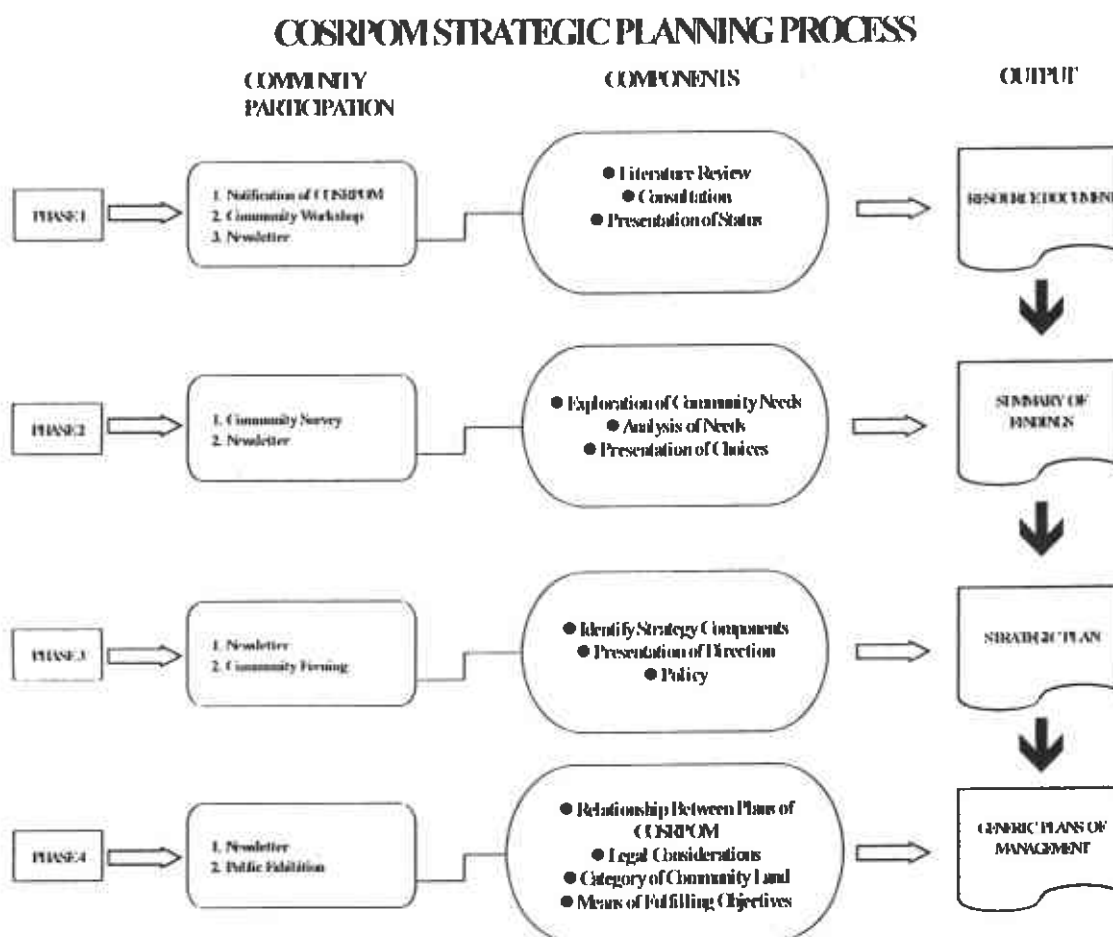 COSRPOM STRATEGIC PLANNING PROCESS
COMMUNITY
PARTICIPATION
COMPONENTS
OUTPUT
PHASE 1
1. Notification of COSRPOM
2. Community Workshop
3. Newsletter
● Literature Review
● Consultation
● Presentation of Status
RESOURCE DOCUMENT
PHASE 2
1. Community Survey
2. Newsletter
● Exploration of Community Needs
● Analysis of Needs
● Presentation of Choices
SUMMARY OF
FINDINGS
PHASE 3
1. Newsletter
2. Community
● Identify Strategy Components
● Presentation of Direction
● Policy
STRATEGIC PLAN
PHASE 4
1. Newsletter
2. Public
● Relationship Between Plans of
COSRPOM
● Legal Considerations
● Category of Community Land
● Means of Fulfilling Objectives
GENERIC PLANS OF
MANAGEMENT